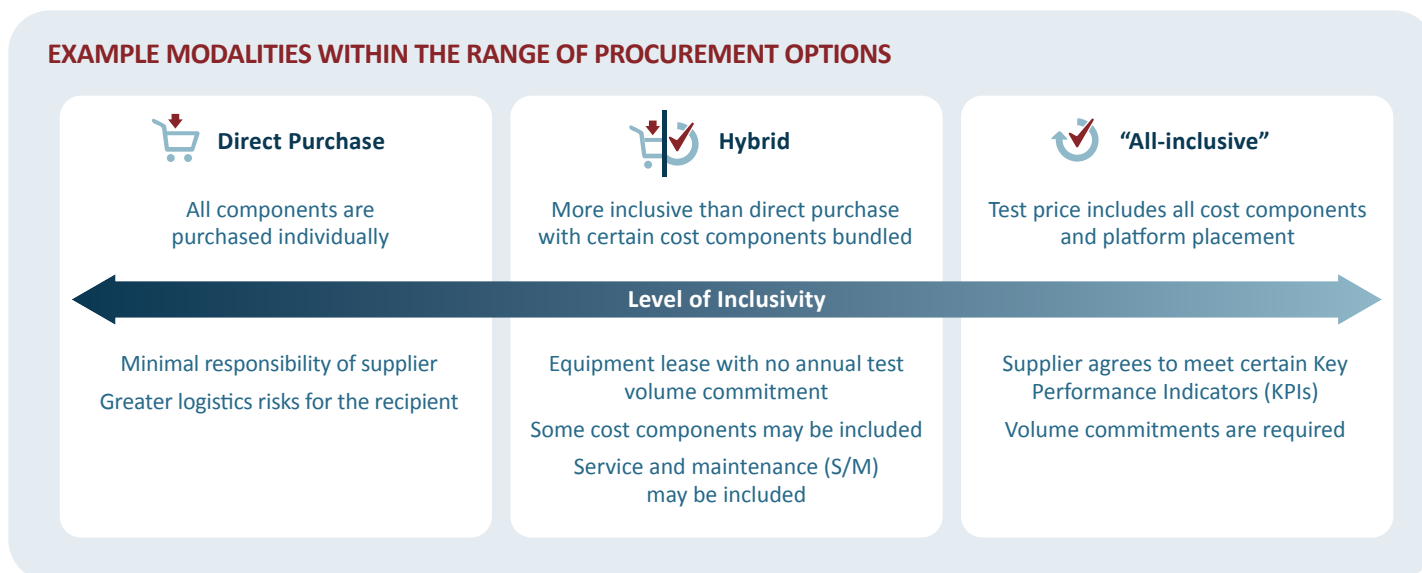 EXAMPLE MODALITIES WITHIN THE RANGE OF PROCUREMENT OPTIONS
Direct Purchase
All components are
purchased individually
Hybrid
More inclusive than direct purchase
with certain cost components bundled
“All-inclusive”
Test price includes all cost components
and platform placement
Level of Inclusivity
Minimal responsibility of supplier
Greater logistics risks for the recipient
Equipment lease with no annual test
volume commitment
Some cost components may be included
Service and maintenance (S/M)
may be included
Supplier agrees to meet certain Key
Performance Indicators (KPIs)
Volume commitments are required